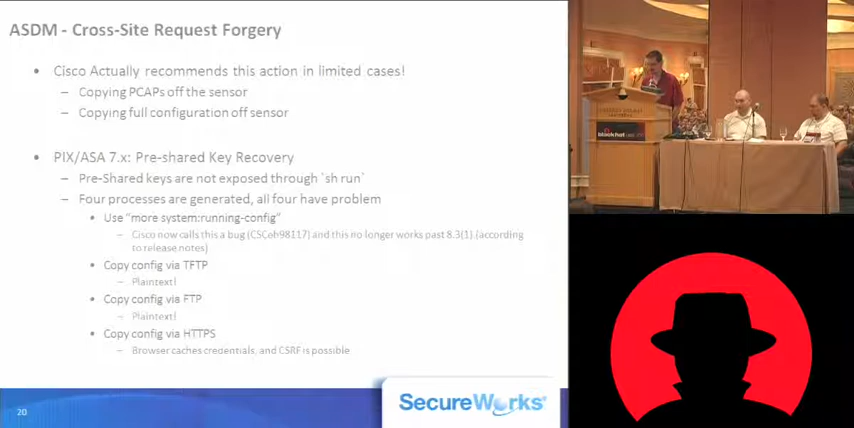 ASDM - Cross-Site Request Forgery
• Cisco Actually recommends this action in limited cases!
– Copying PCAPs off the sensor
– Copying full configuration off sensor
• PIX/ASA 7.x: Pre-shared Key Recovery
– Pre-Shared keys are not exposed through `sh run`
– Four processes are generated, all four have problem
• Use "more system:running-config"
– Cisco now calls this a bug (CSCeh98117) and this no longer works past 8.3(1).(according
to release notes)
• Copy config via TFTP
– Plaintext!
• Copy config via FTP
– Plaintext!
• Copy config via HTTPS
– Browser caches credentials, and CSRF is possible
20
SecureWorks
blackhat